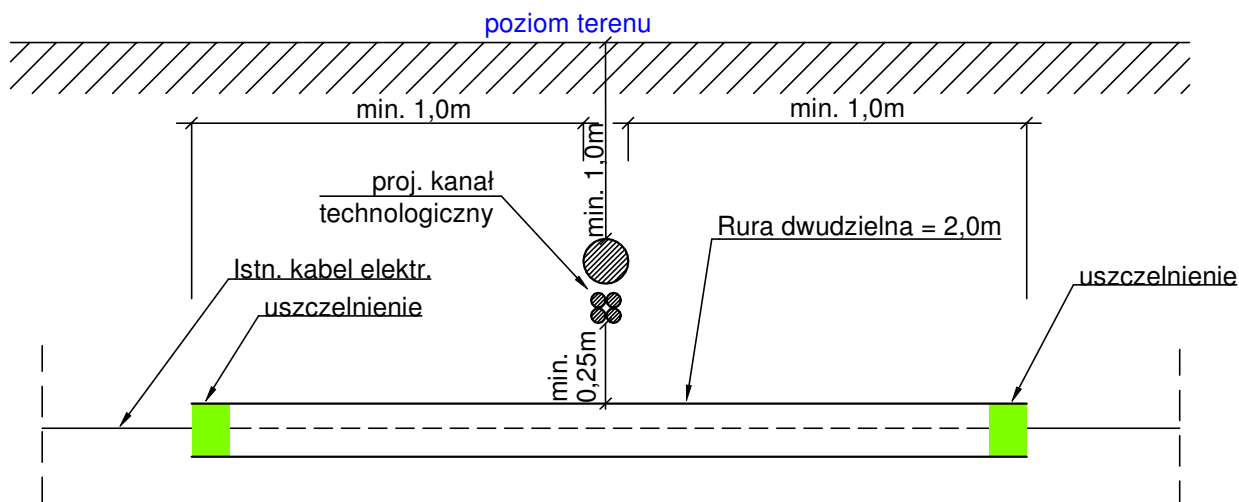 poziom terenu
min. 1,0m
min. 1,0m
min. 1,0m
proj. kanał
technologiczny
Rura dwudzielna = 2,0m
Istn. kabel elektr.
uszczelnienie
uszczelnienie
min.
0,25m